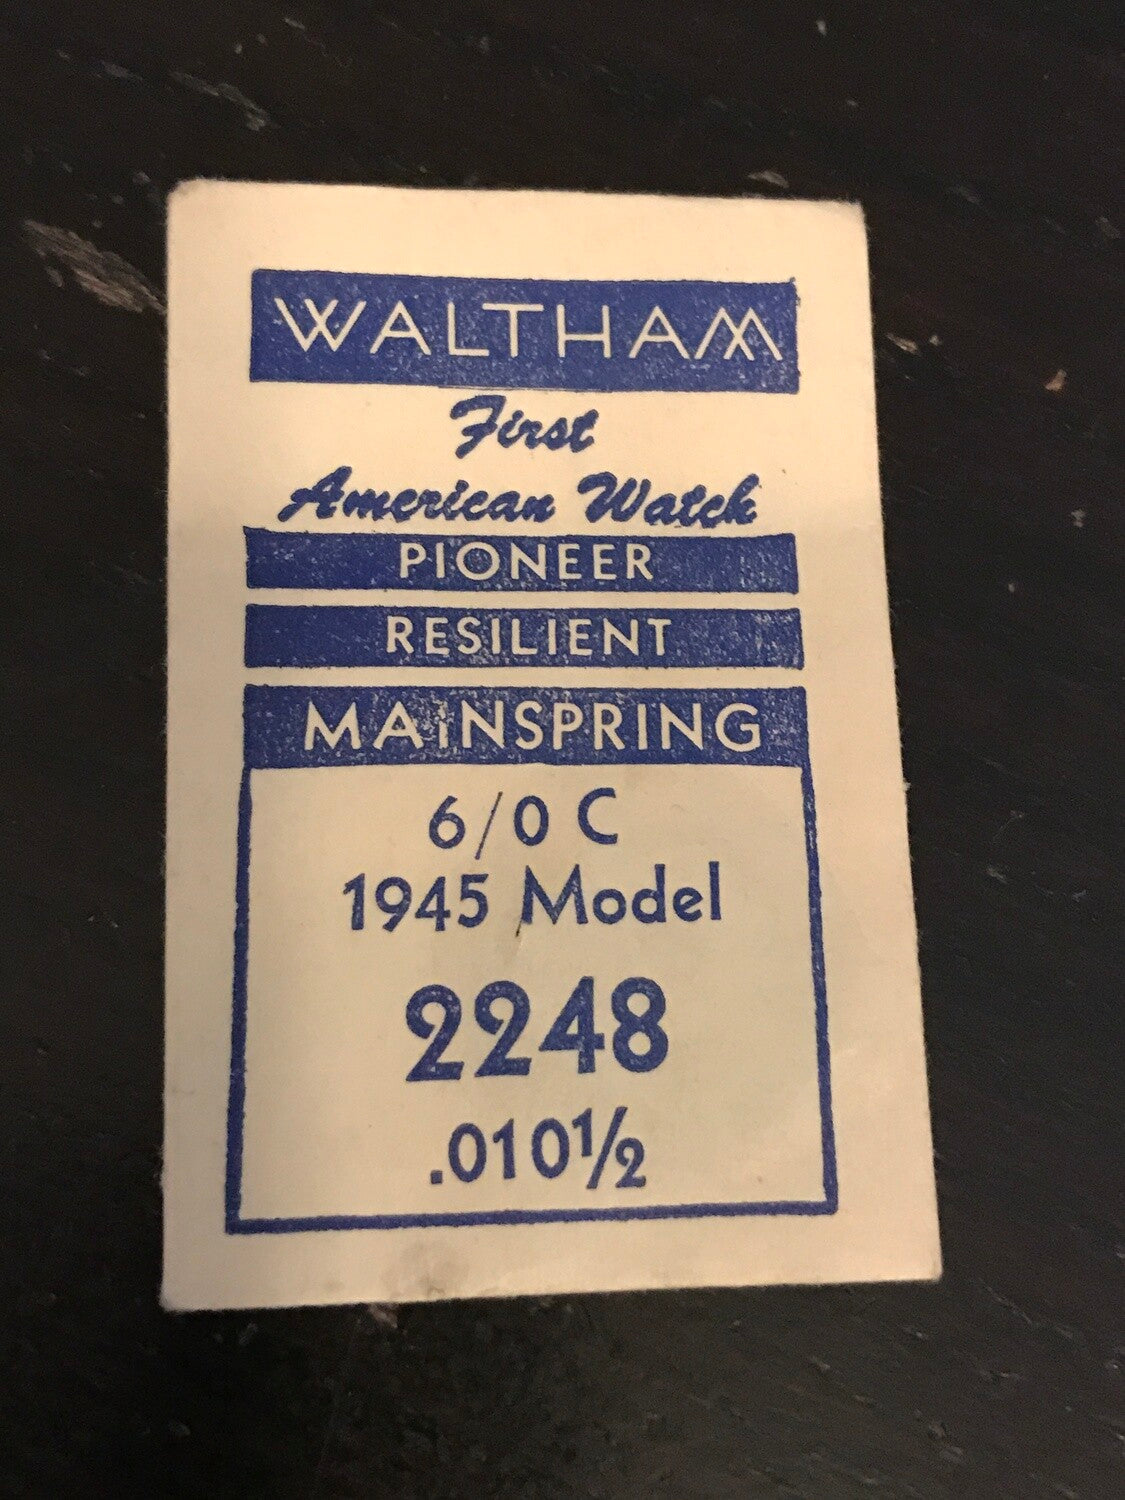 WALTHAM
First
American Watch
PIONEER
RESILIENT
MAiNSPRING
6/0 C
1945 Model
2248
.010½